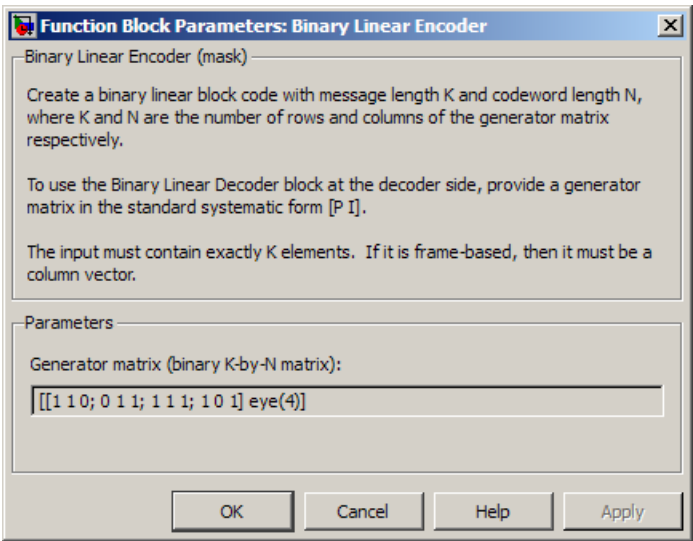 Function Block Parameters: Binary Linear Encoder
Binary Linear Encoder (mask)
Create a binary linear block code with message length K and codeword length N,
where K and N are the number of rows and columns of the generator matrix
respectively.
To use the Binary Linear Decoder block at the decoder side, provide a generator
matrix in the standard systematic form [P I].
The input must contain exactly K elements.  If it is frame-based, then it must be a
column vector.
Parameters
Generator matrix (binary K-by-N matrix):
[[1 1 0; 0 1 1; 1 1 1; 1 0 1] eye(4)]
OK
Cancel
Help
Apply